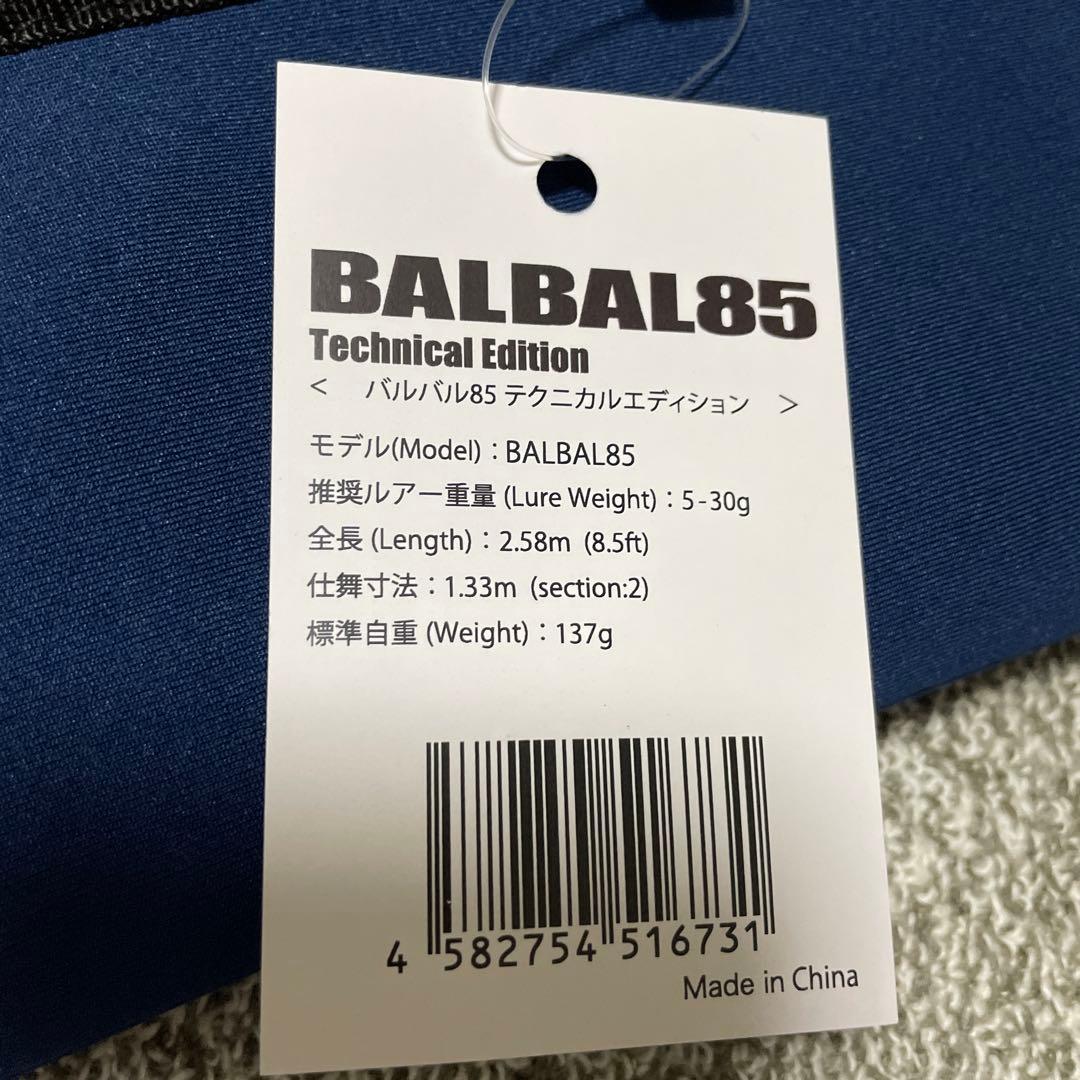 BALBAL85
Technical Edition
＜　バルバル85 テクニカルエディション　＞
モデル(Model)：BALBAL85
推奨ルアー重量 (Lure Weight)：5-30g
全長 (Length)：2.58m (8.5ft)
仕舞寸法：1.33m (section:2)
標準自重 (Weight)：137g
4 582754 516731
Made in China